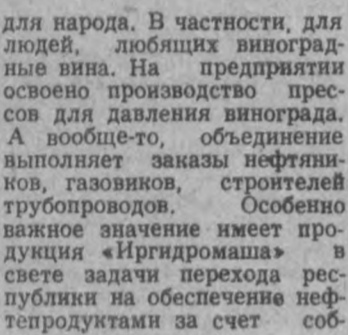 для народа. В частности, для
людей, любящих виноград-
ные вина. На предприятии
освоено производство прес-
сов для давления винограда.
А вообще-то, объединение
выполняет заказы нефтяни-
ков, газовиков, строителей
трубопроводов. Особенно
важное значение имеет про-
дукция «Иргидромаша» в
свете задачи перехода рес-
публики на обеспечение неф-
тепродуктами за счет соб-